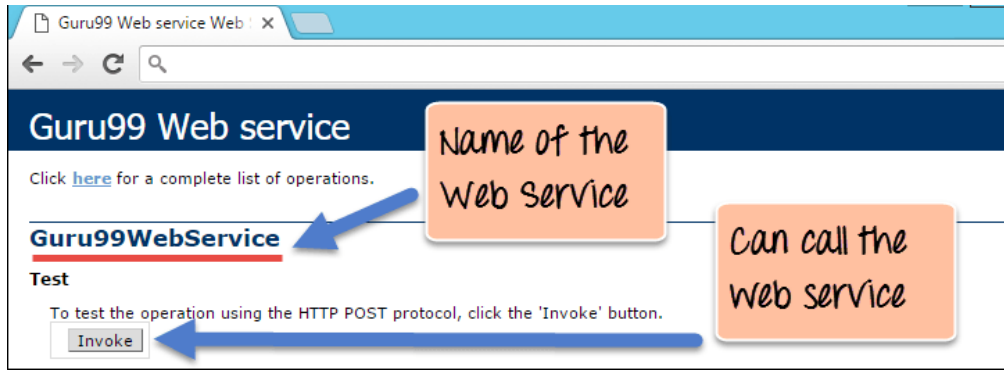 Guru99 Web service Web S
Guru99 Web service
Name of the
Web Service
Click here for a complete list of operations.
Guru99WebService
Can call the
web service
Test
To test the operation using the HTTP POST protocol, click the 'Invoke' button.
Invoke